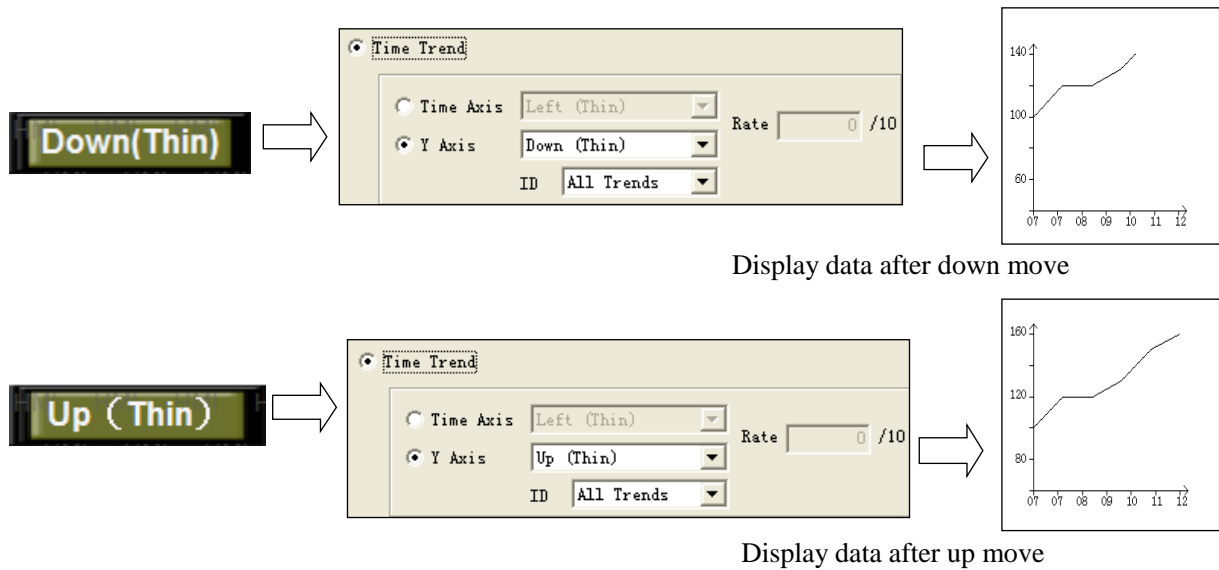 Down(Thin)
Time Trend
Time Axis Left (Thin)
Y Axis Down (Thin)
Rate 0 /10
ID All Trends
140
100
60
07 07 08 09 10 11 12
Display data after down move
Up（Thin）
Time Trend
Time Axis Left (Thin)
Y Axis Up (Thin)
Rate 0 /10
ID All Trends
160
120
80
07 07 08 09 10 11 12
Display data after up move